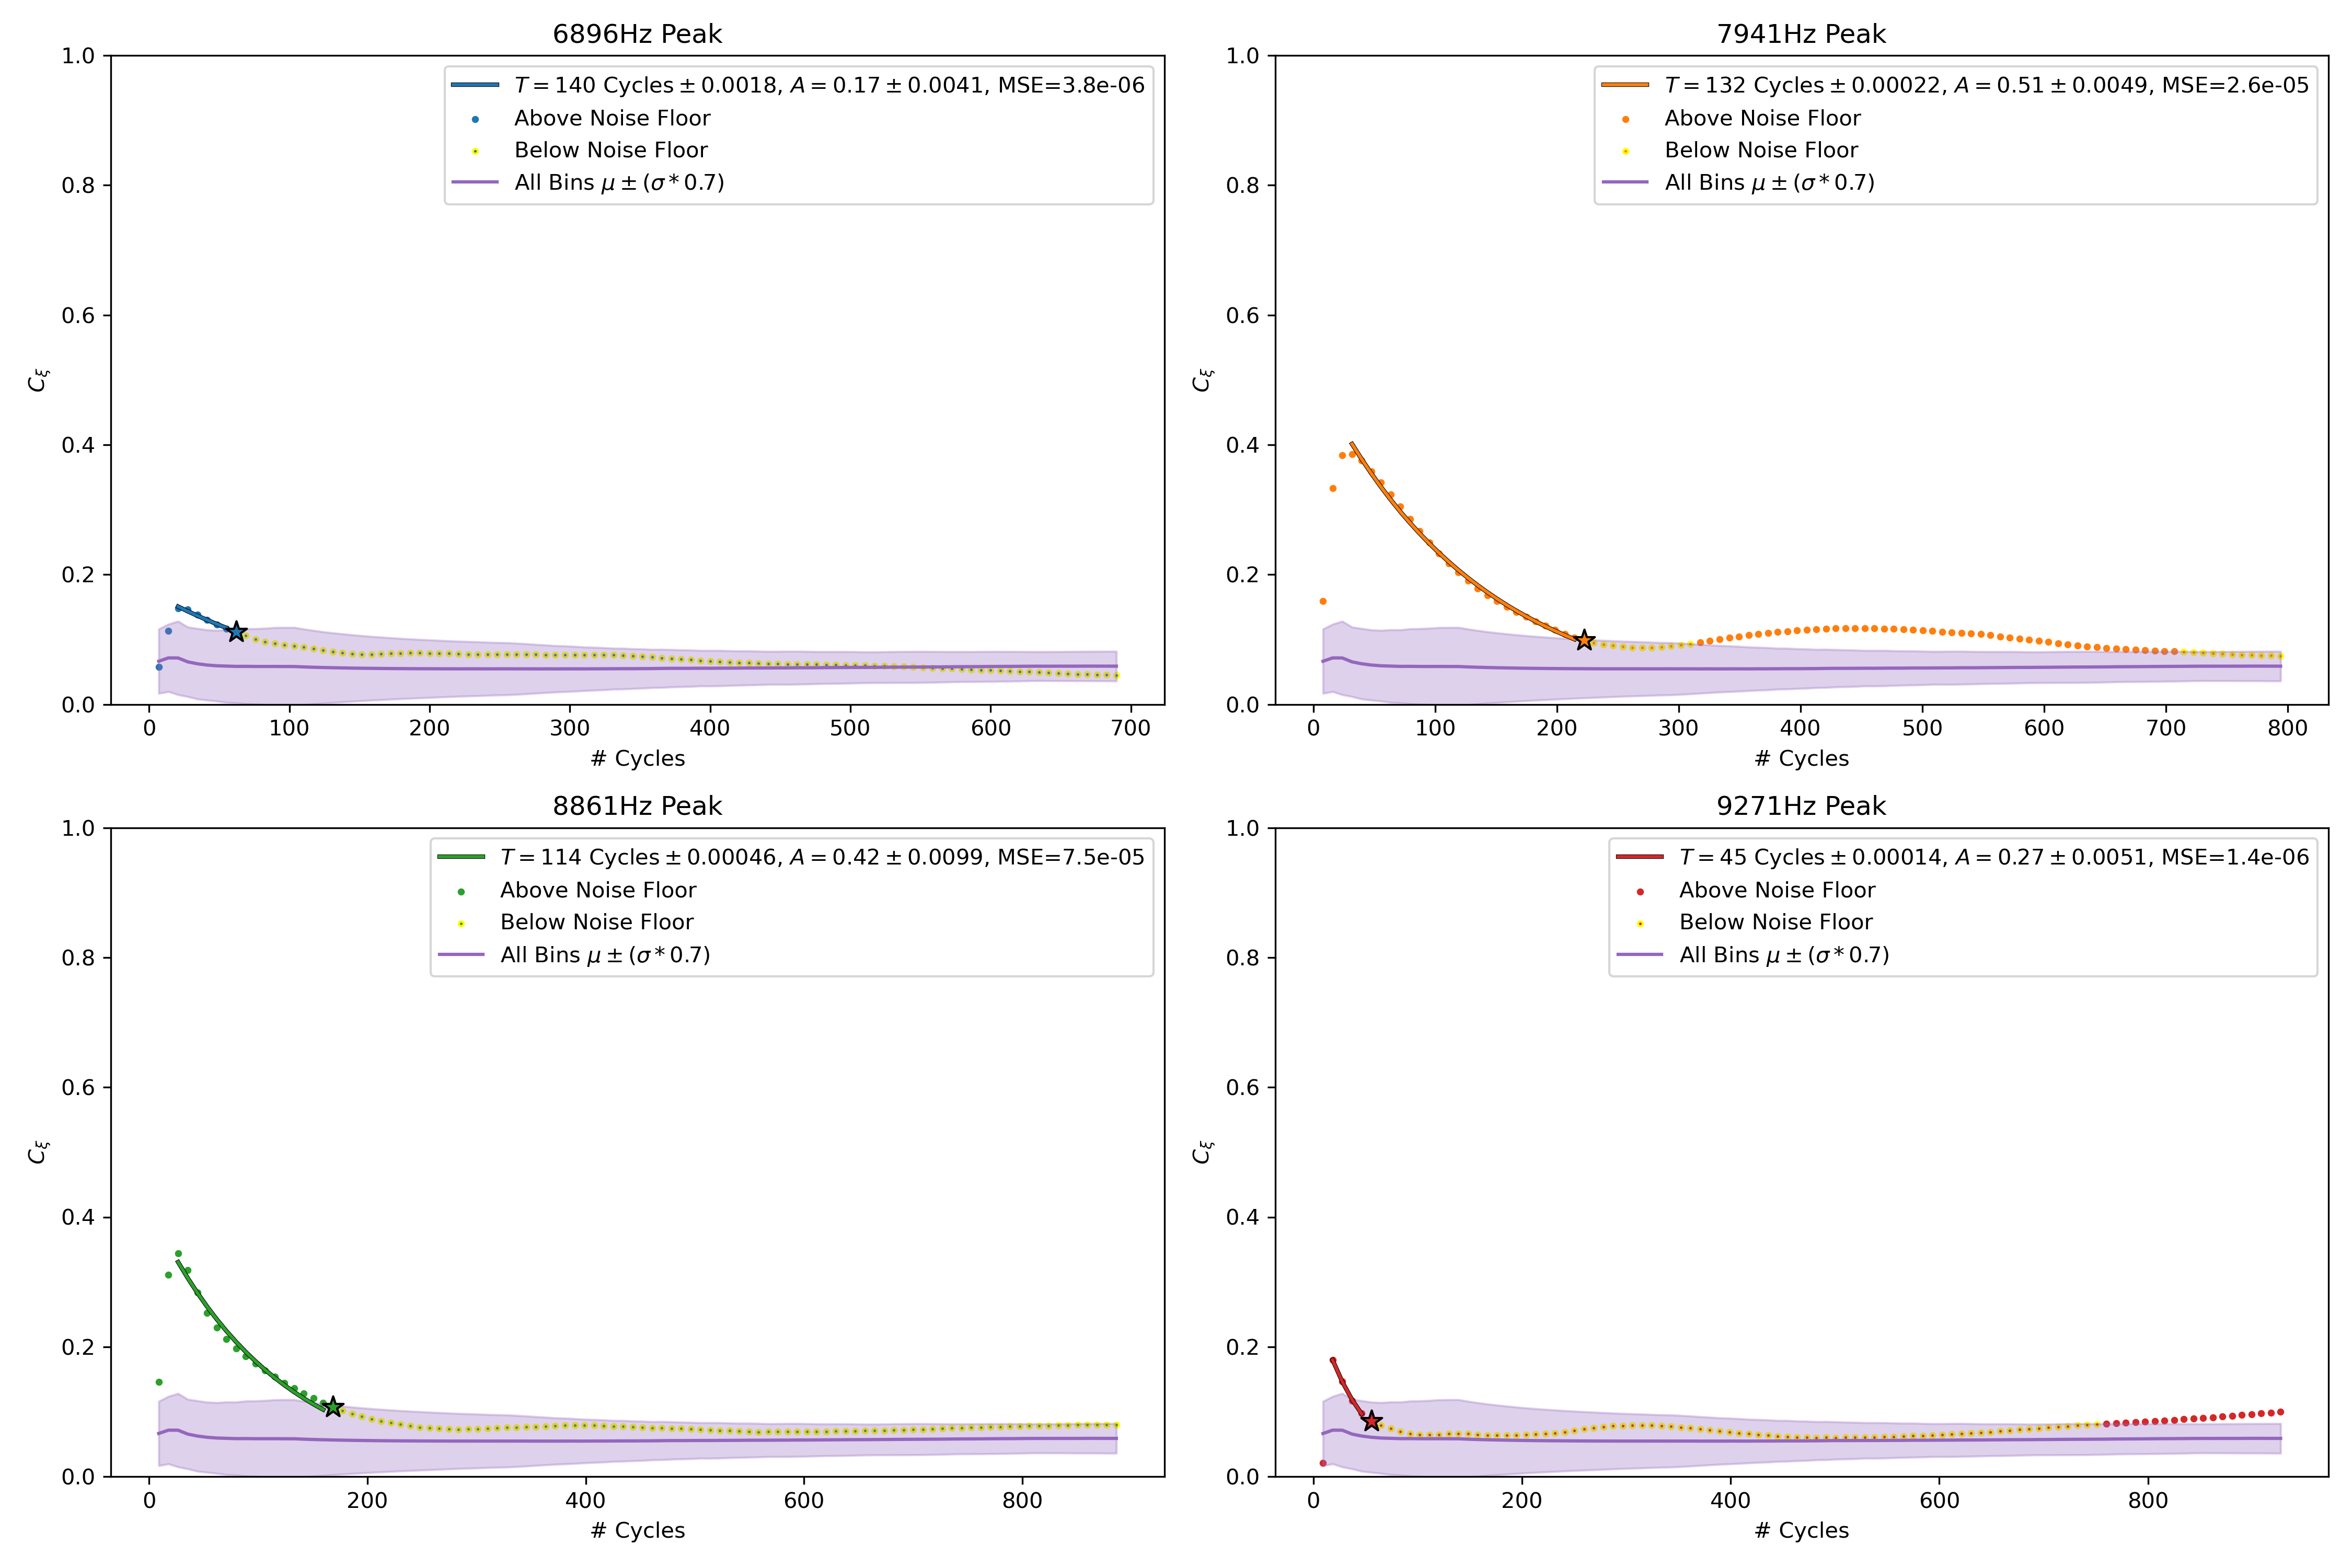 6896Hz Peak
1.0
0.8
0.6
0.4
0.2
0.0
C_ξ
T = 140 Cycles ± 0.0018, A = 0.17 ± 0.0041, MSE=3.8e-06
Above Noise Floor
Below Noise Floor
All Bins μ ± (σ * 0.7)
0 100 200 300 400 500 600 700
# Cycles
7941Hz Peak
1.0
0.8
0.6
0.4
0.2
0.0
C_ξ
T = 132 Cycles ± 0.00022, A = 0.51 ± 0.0049, MSE=2.6e-05
Above Noise Floor
Below Noise Floor
All Bins μ ± (σ * 0.7)
0 100 200 300 400 500 600 700 800
# Cycles
8861Hz Peak
1.0
0.8
0.6
0.4
0.2
0.0
C_ξ
T = 114 Cycles ± 0.00046, A = 0.42 ± 0.0099, MSE=7.5e-05
Above Noise Floor
Below Noise Floor
All Bins μ ± (σ * 0.7)
0 200 400 600 800
# Cycles
9271Hz Peak
1.0
0.8
0.6
0.4
0.2
0.0
C_ξ
T = 45 Cycles ± 0.00014, A = 0.27 ± 0.0051, MSE=1.4e-06
Above Noise Floor
Below Noise Floor
All Bins μ ± (σ * 0.7)
0 200 400 600 800
# Cycles